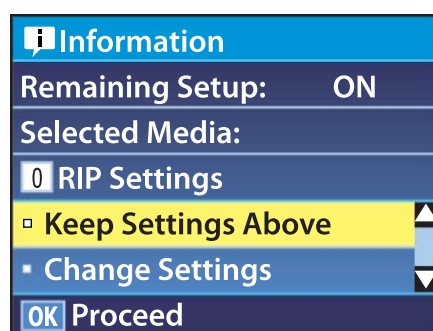 Information
Remaining Setup: ON
Selected Media:
0 RIP Settings
Keep Settings Above
Change Settings
OK Proceed